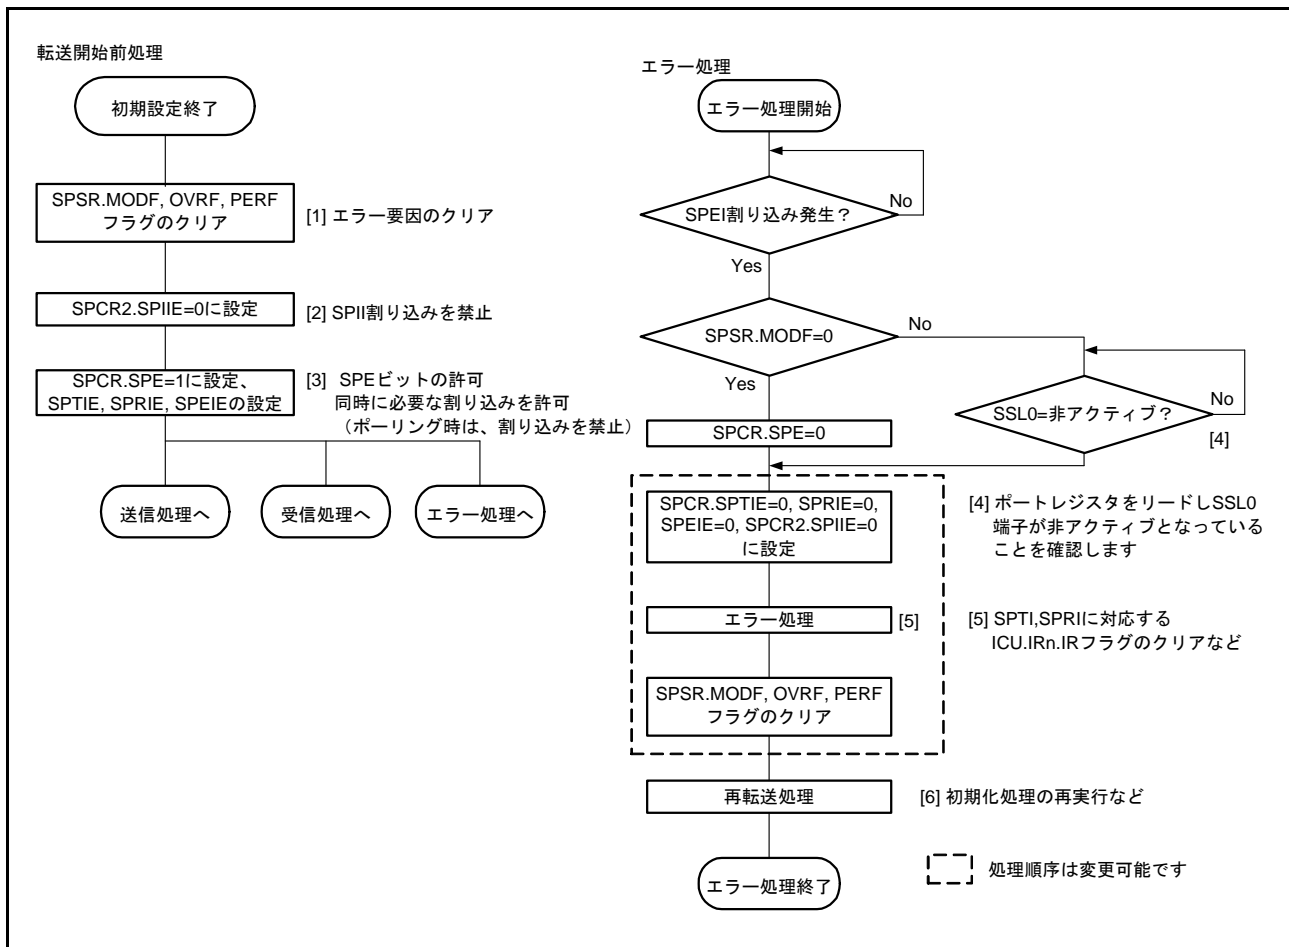 転送開始前処理
初期設定終了
SPSR.MODF, OVRF, PERF
フラグのクリア
[1] エラー要因のクリア
SPCR2.SPIIE=0に設定
[2] SPII割り込みを禁止
SPCR.SPE=1に設定、
SPTIE, SPRIE, SPEIEの設定
[3] SPEビットの許可
同時に必要な割り込みを許可
（ポーリング時は、割り込みを禁止）
送信処理へ
受信処理へ
エラー処理へ
エラー処理
エラー処理開始
SPEI割り込み発生？
No
Yes
SPSR.MODF=0
No
Yes
SSL0=非アクティブ？
No
[4]
SPCR.SPE=0
SPCR.SPTIE=0, SPRIE=0,
SPEIE=0, SPCR2.SPIIE=0
に設定
[4] ポートレジスタをリードしSSL0
端子が非アクティブとなっている
ことを確認します
エラー処理
[5]
[5] SPTI,SPRIに対応する
ICU.IRn.IRフラグのクリアなど
SPSR.MODF, OVRF, PERF
フラグのクリア
再転送処理
[6] 初期化処理の再実行など
エラー処理終了
処理順序は変更可能です